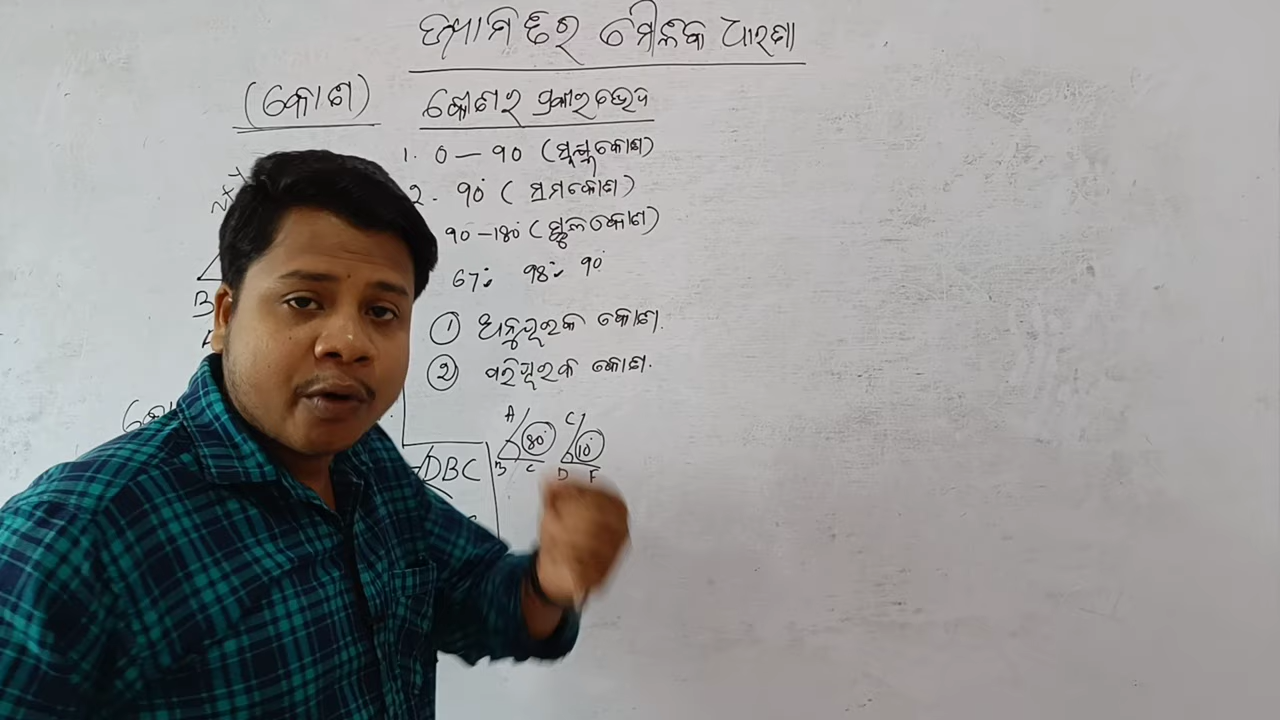 ଜ୍ୟାମିତିର ମୌଳିକ ଧାରଣା
(କୋଣ)
କୋଣର ପ୍ରକାରଭେଦ
1. 0 — 90 (ସୂକ୍ଷ୍ମକୋଣ)
2. 90° (ସମକୋଣ)
90 — 180° (ସ୍ଥୂଳକୋଣ)
67° 98° 90°
① ଅନୁପୂରକ କୋଣ.
② ପରିପୂରକ କୋଣ.
A C
80° 10°
B C D F
DBC
B